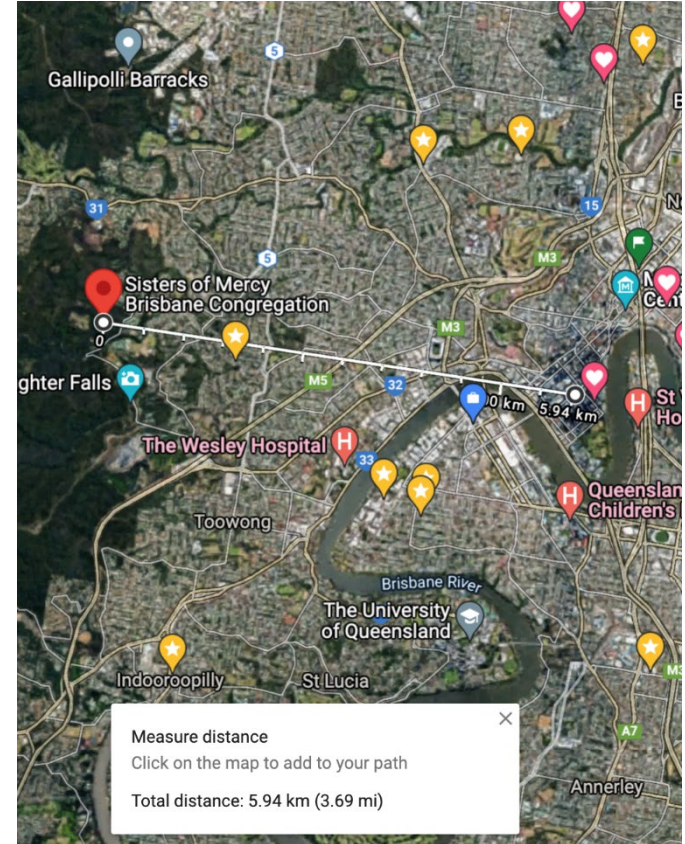 5
Gallipolli Barracks
31
15
5
M3
Sisters of Mercy
Brisbane Congregation
0
M3
ghter Falls
M5
32
0 km
5.94 km
St
Ho
The Wesley Hospital
H
33
H
H
Queenslan
Children's
Toowong
Brisbane River
The University
of Queensland
Indooroopilly
St Lucia
M3
A7
Annerley
Measure distance
Click on the map to add to your path
Total distance: 5.94 km (3.69 mi)